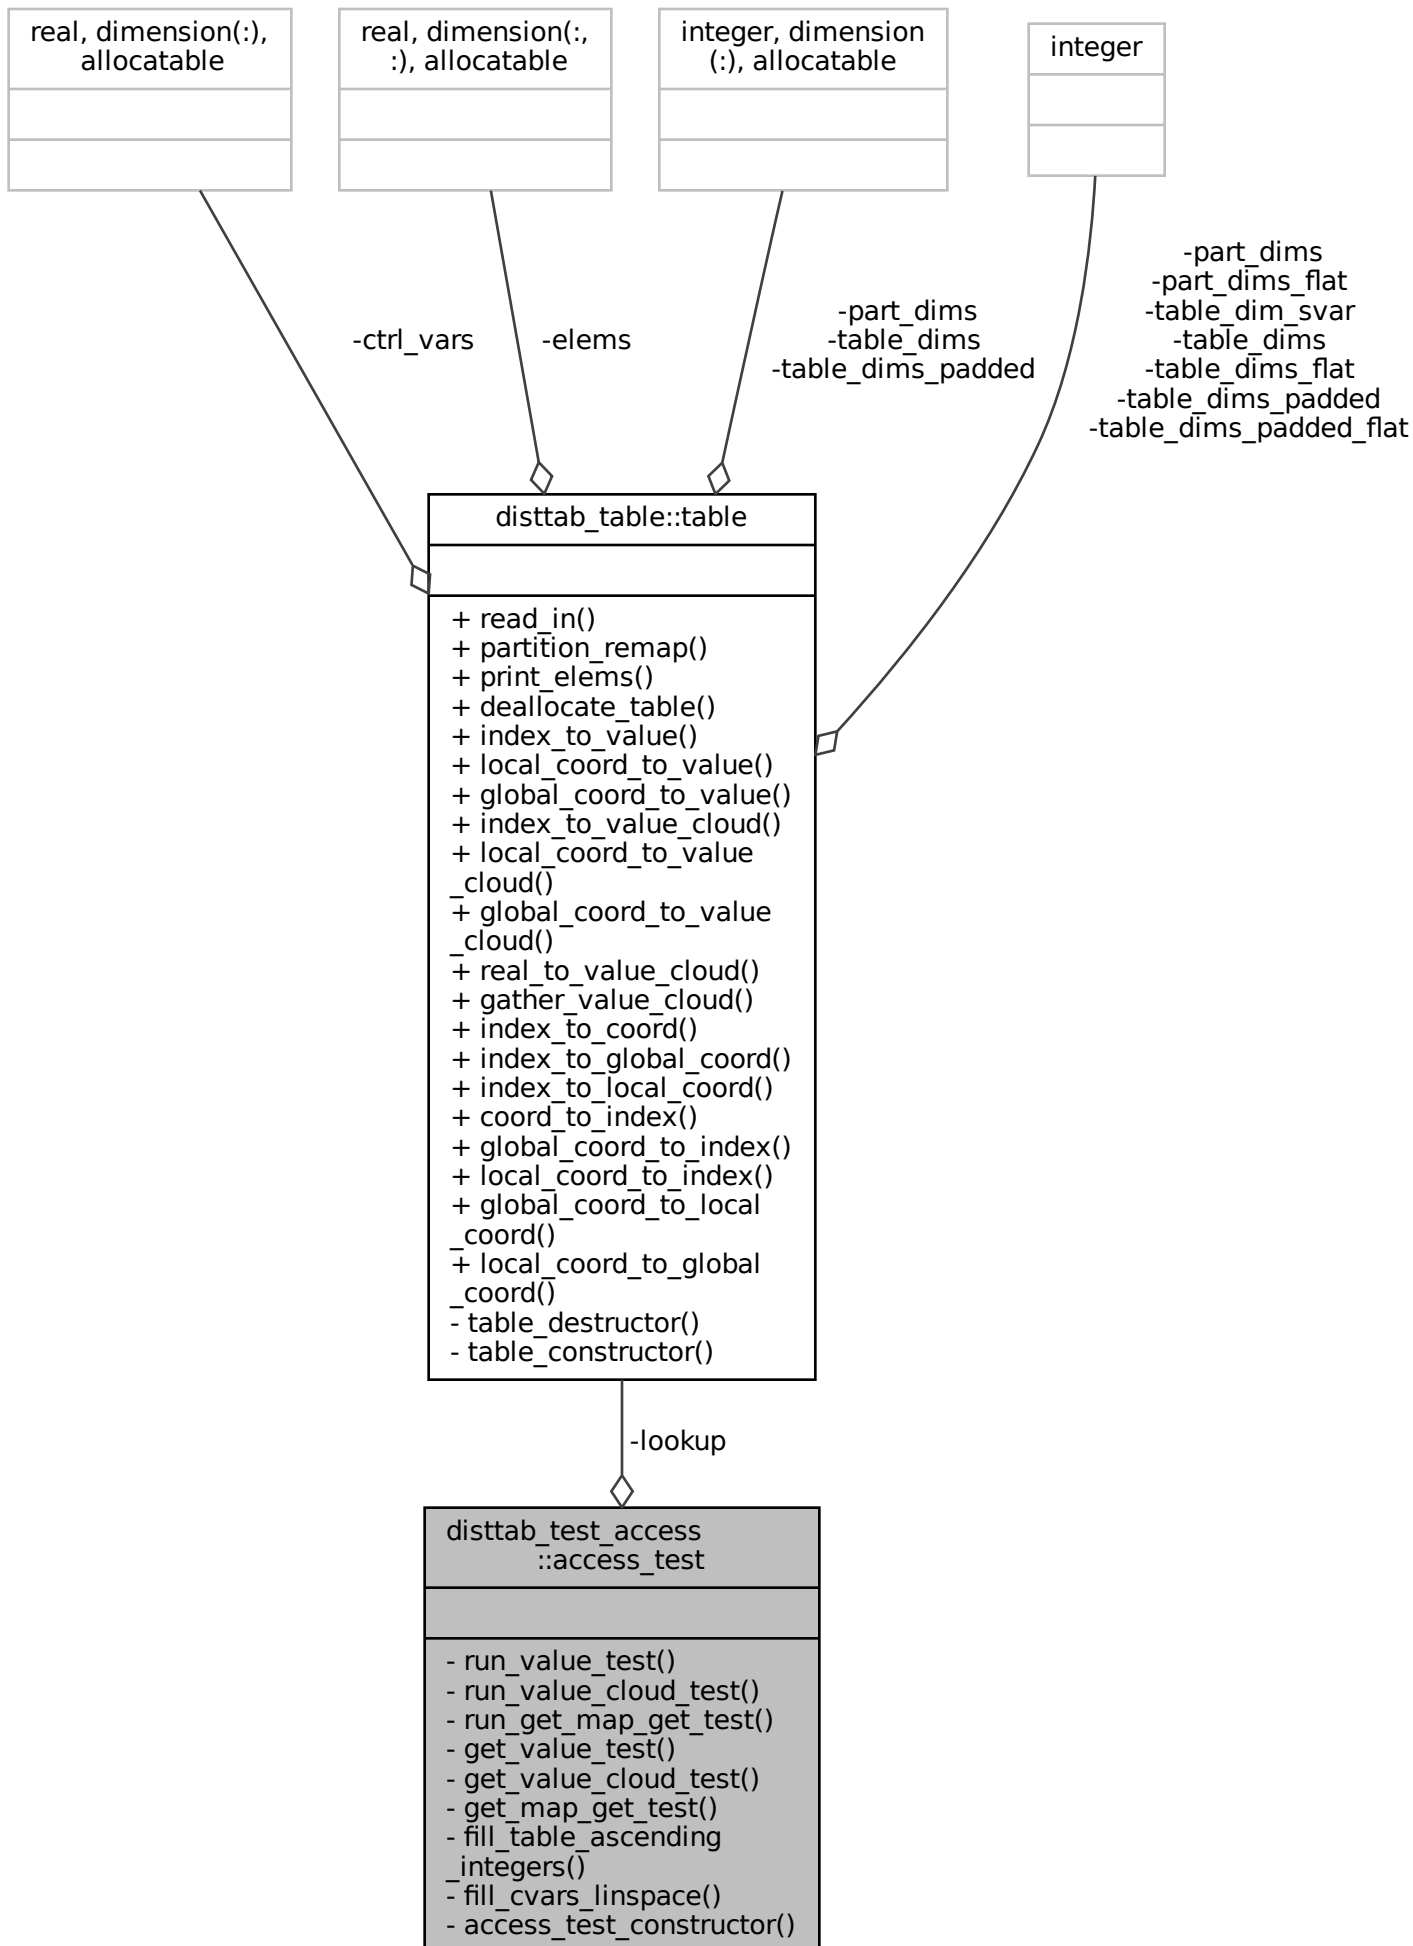 real, dimension(:),
allocatable
real, dimension(:,
:), allocatable
integer, dimension
(:), allocatable
integer
-ctrl_vars
-elems
-part_dims
-table_dims
-table_dims_padded
-part_dims
-part_dims_flat
-table_dim_svar
-table_dims
-table_dims_flat
-table_dims_padded
-table_dims_padded_flat
disttab_table::table
+ read_in()
+ partition_remap()
+ print_elems()
+ deallocate_table()
+ index_to_value()
+ local_coord_to_value()
+ global_coord_to_value()
+ index_to_value_cloud()
+ local_coord_to_value
_cloud()
+ global_coord_to_value
_cloud()
+ real_to_value_cloud()
+ gather_value_cloud()
+ index_to_coord()
+ index_to_global_coord()
+ index_to_local_coord()
+ coord_to_index()
+ global_coord_to_index()
+ local_coord_to_index()
+ global_coord_to_local
_coord()
+ local_coord_to_global
_coord()
- table_destructor()
- table_constructor()
-lookup
disttab_test_access
::access_test
- run_value_test()
- run_value_cloud_test()
- run_get_map_get_test()
- get_value_test()
- get_value_cloud_test()
- get_map_get_test()
- fill_table_ascending
_integers()
- fill_cvars_linspace()
- access_test_constructor()